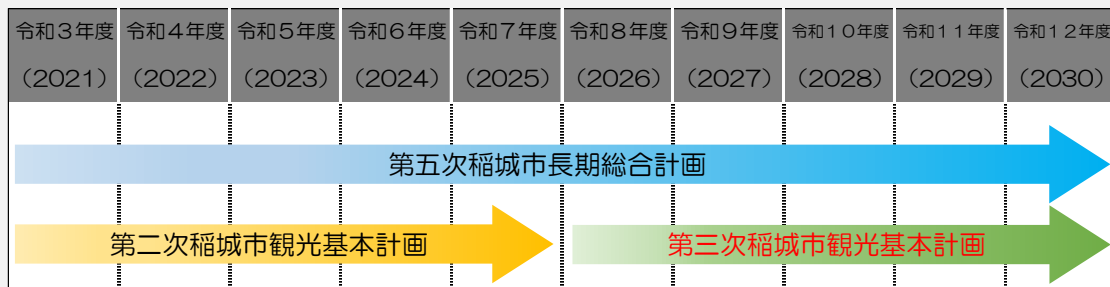 令和3年度 令和4年度 令和5年度 令和6年度 令和7年度 令和8年度 令和9年度 令和10年度 令和11年度 令和12年度
（2021） （2022） （2023） （2024） （2025） （2026） （2027） （2028） （2029） （2030）
第五次稲城市長期総合計画
第二次稲城市観光基本計画 第三次稲城市観光基本計画